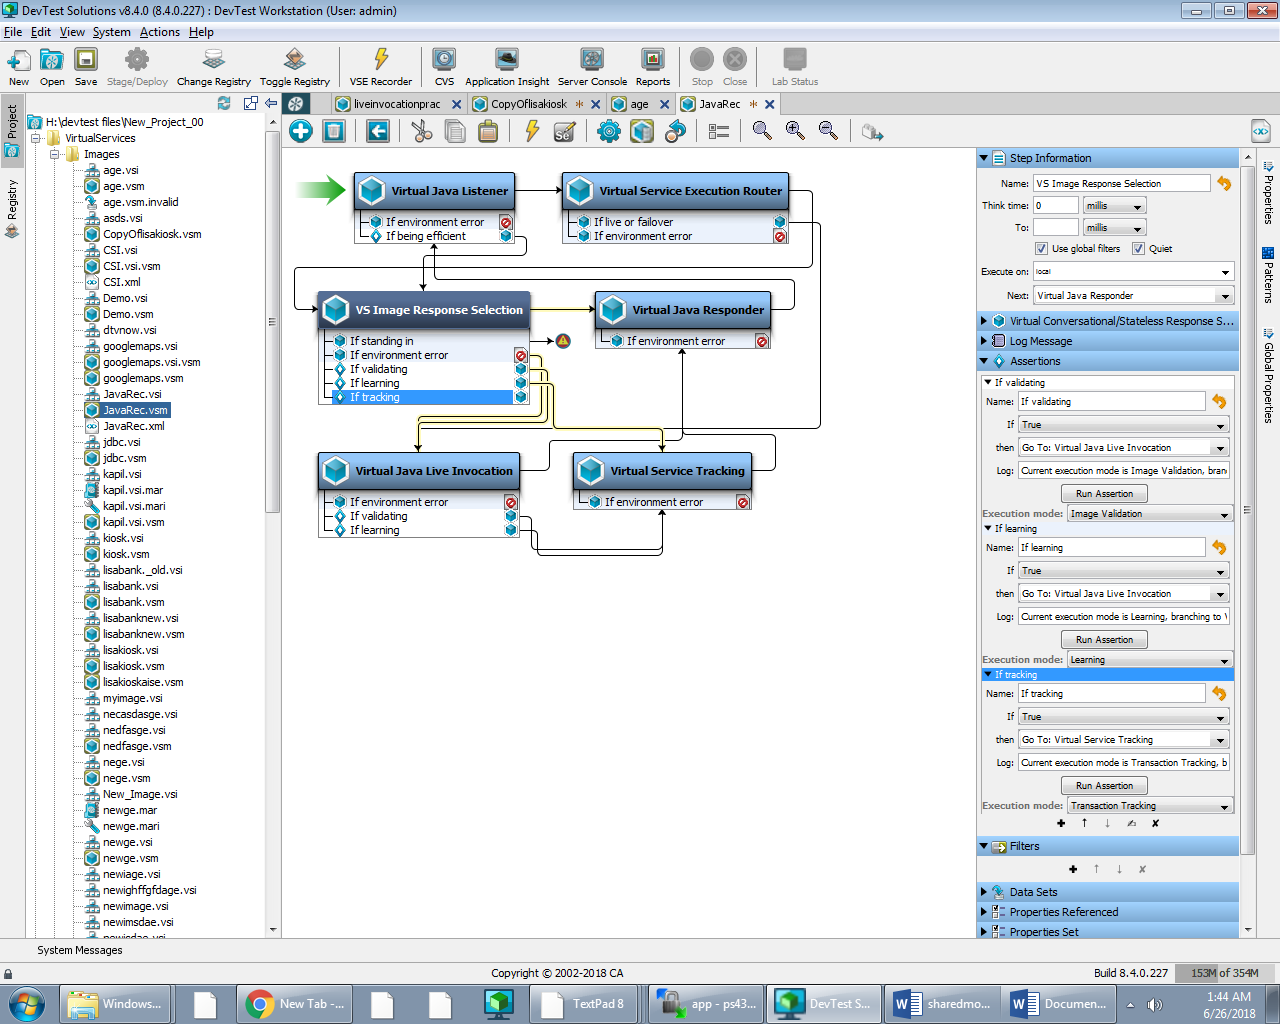 DevTest Solutions v8.4.0 (8.4.0.227) : DevTest Workstation (User: admin)
File Edit View System Actions Help
New Open Save Stage/Deploy Change Registry Toggle Registry VSE Recorder CVS Application Insight Server Console Reports Stop Close Lab Status
Project
Registry
H:\devtest files\New_Project_00
VirtualServices
Images
age.vsi
age.vsm
age.vsm.invalid
asds.vsi
CopyOflisakiosk.vsm
CSI.vsi
CSI.vsi.vsm
CSI.xml
Demo.vsi
Demo.vsm
dtvnow.vsi
googlemaps.vsi
googlemaps.vsi.vsm
googlemaps.vsm
JavaRec.vsi
JavaRec.vsm
JavaRec.xml
jdbc.vsi
jdbc.vsm
kapil.vsi
kapil.vsi.mar
kapil.vsi.mari
kapil.vsi.vsm
kiosk.vsi
kiosk.vsm
lisabank._old.vsi
lisabank.vsi
lisabank.vsm
lisabanknew.vsi
lisabanknew.vsm
lisakiosk.vsi
lisakiosk.vsm
lisakioskaise.vsm
myimage.vsi
necasdasge.vsi
nedfasge.vsi
nedfasge.vsm
nege.vsi
nege.vsm
New_Image.vsi
newge.mar
newge.mari
newge.vsi
newge.vsm
newiage.vsi
newighffgfdage.vsi
newimage.vsi
newimsdae.vsi
liveinvocationprac CopyOflisakiosk age JavaRec
Virtual Java Listener
If environment error
If being efficient
Virtual Service Execution Router
If live or failover
If environment error
VS Image Response Selection
If standing in
If environment error
If validating
If learning
If tracking
Virtual Java Responder
If environment error
Virtual Java Live Invocation
If environment error
If validating
If learning
Virtual Service Tracking
If environment error
Step Information
Name: VS Image Response Selection
Think time: 0 millis
To: millis
Use global filters Quiet
Execute on: local
Next: Virtual Java Responder
Virtual Conversational/Stateless Response S...
Log Message
Assertions
If validating
Name: If validating
If True
then Go To: Virtual Java Live Invocation
Log: Current execution mode is Image Validation, bran
Run Assertion
Execution mode: Image Validation
If learning
Name: If learning
If True
then Go To: Virtual Java Live Invocation
Log: Current execution mode is Learning, branching to
Run Assertion
Execution mode: Learning
If tracking
Name: If tracking
If True
then Go To: Virtual Service Tracking
Log: Current execution mode is Transaction Tracking, b
Run Assertion
Execution mode: Transaction Tracking
Filters
Data Sets
Properties Referenced
Properties Set
Properties
Patterns
Global Properties
System Messages
Copyright © 2002-2018 CA
Build 8.4.0.227 153M of 354M
Windows... New Tab -... TextPad 8 app - ps43... DevTest S... sharedmo... Documen...
1:44 AM
6/26/2018